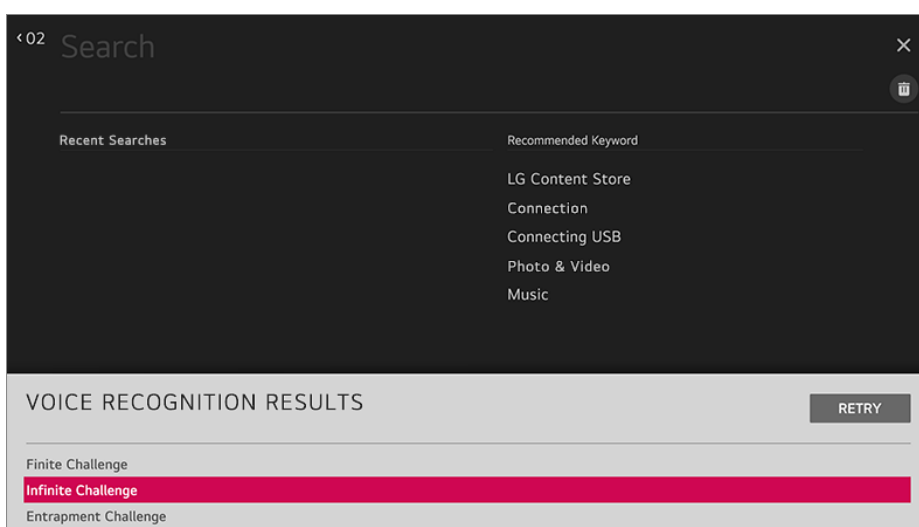 02
Search
Recent Searches
Recommended Keyword
LG Content Store
Connection
Connecting USB
Photo & Video
Music
VOICE RECOGNITION RESULTS
RETRY
Finite Challenge
Infinite Challenge
Entrapment Challenge